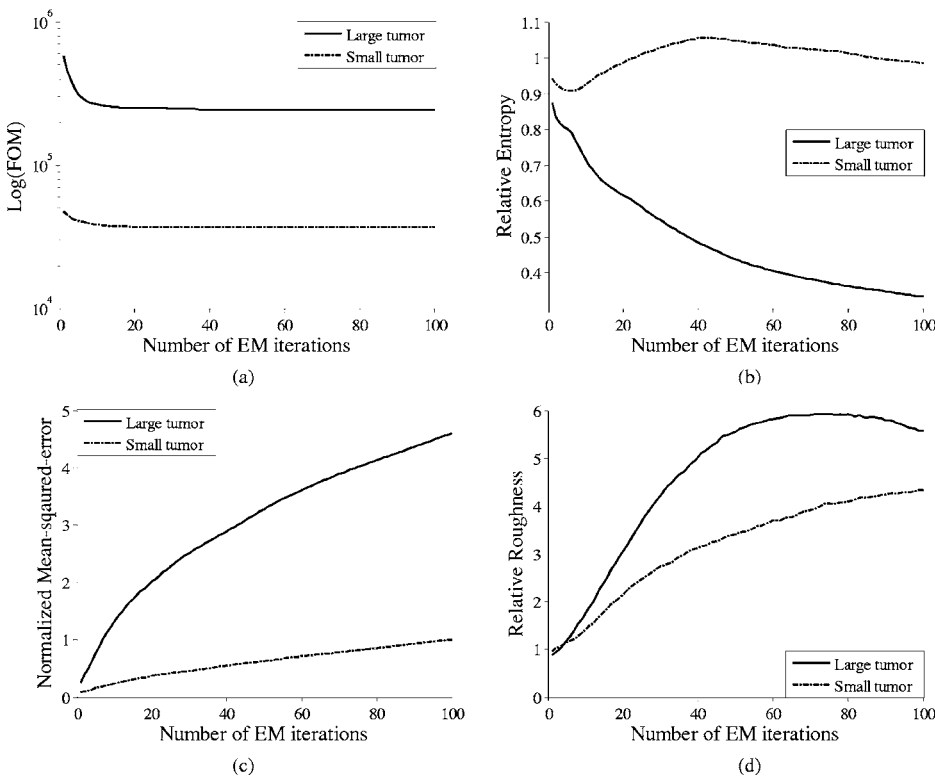 10^6
10^5
10^4
Log(FOM)
Large tumor
Small tumor
0 20 40 60 80 100
Number of EM iterations
(a)
1.1
1
0.9
0.8
0.7
0.6
0.5
0.4
Relative Entropy
Large tumor
Small tumor
0 20 40 60 80 100
Number of EM iterations
(b)
5
4
3
2
1
0
Normalized Mean-sqaured-error
Large tumor
Small tumor
0 20 40 60 80 100
Number of EM iterations
(c)
6
5
4
3
2
1
0
Relative Roughness
Large tumor
Small tumor
0 20 40 60 80 100
Number of EM iterations
(d)